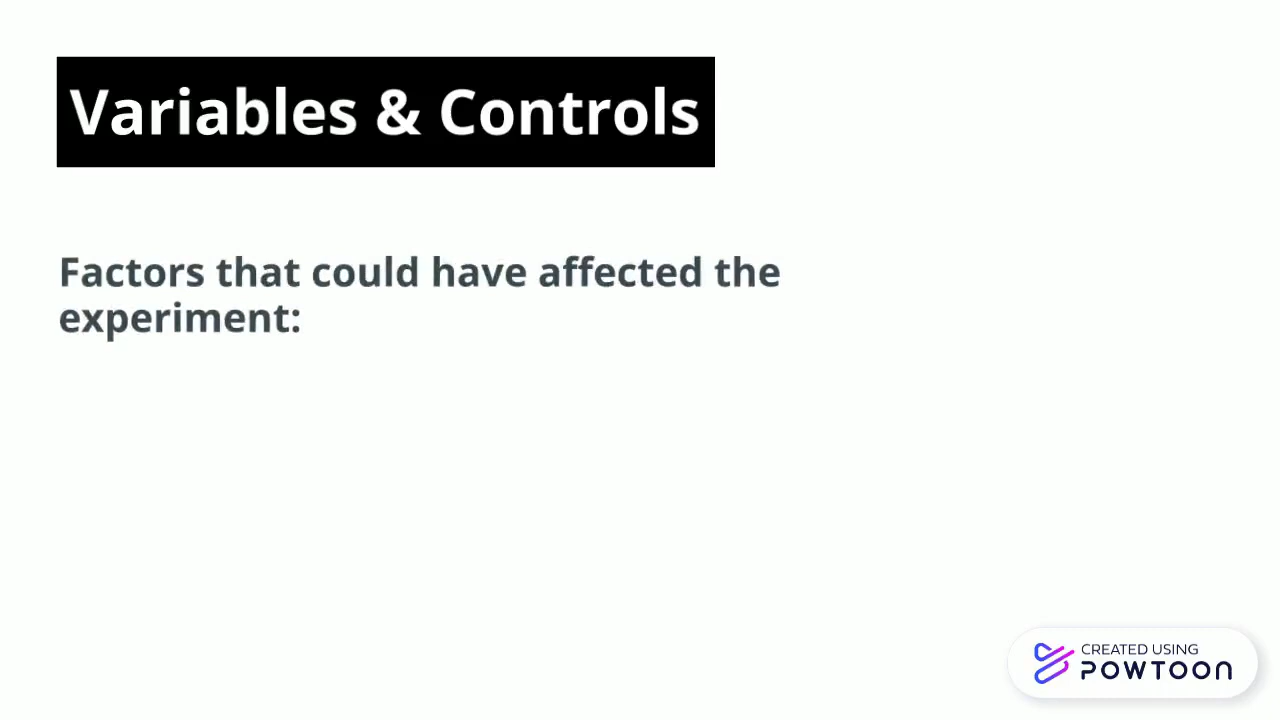 Variables & Controls
Factors that could have affected the
experiment:
CREATED USING
POWTOON